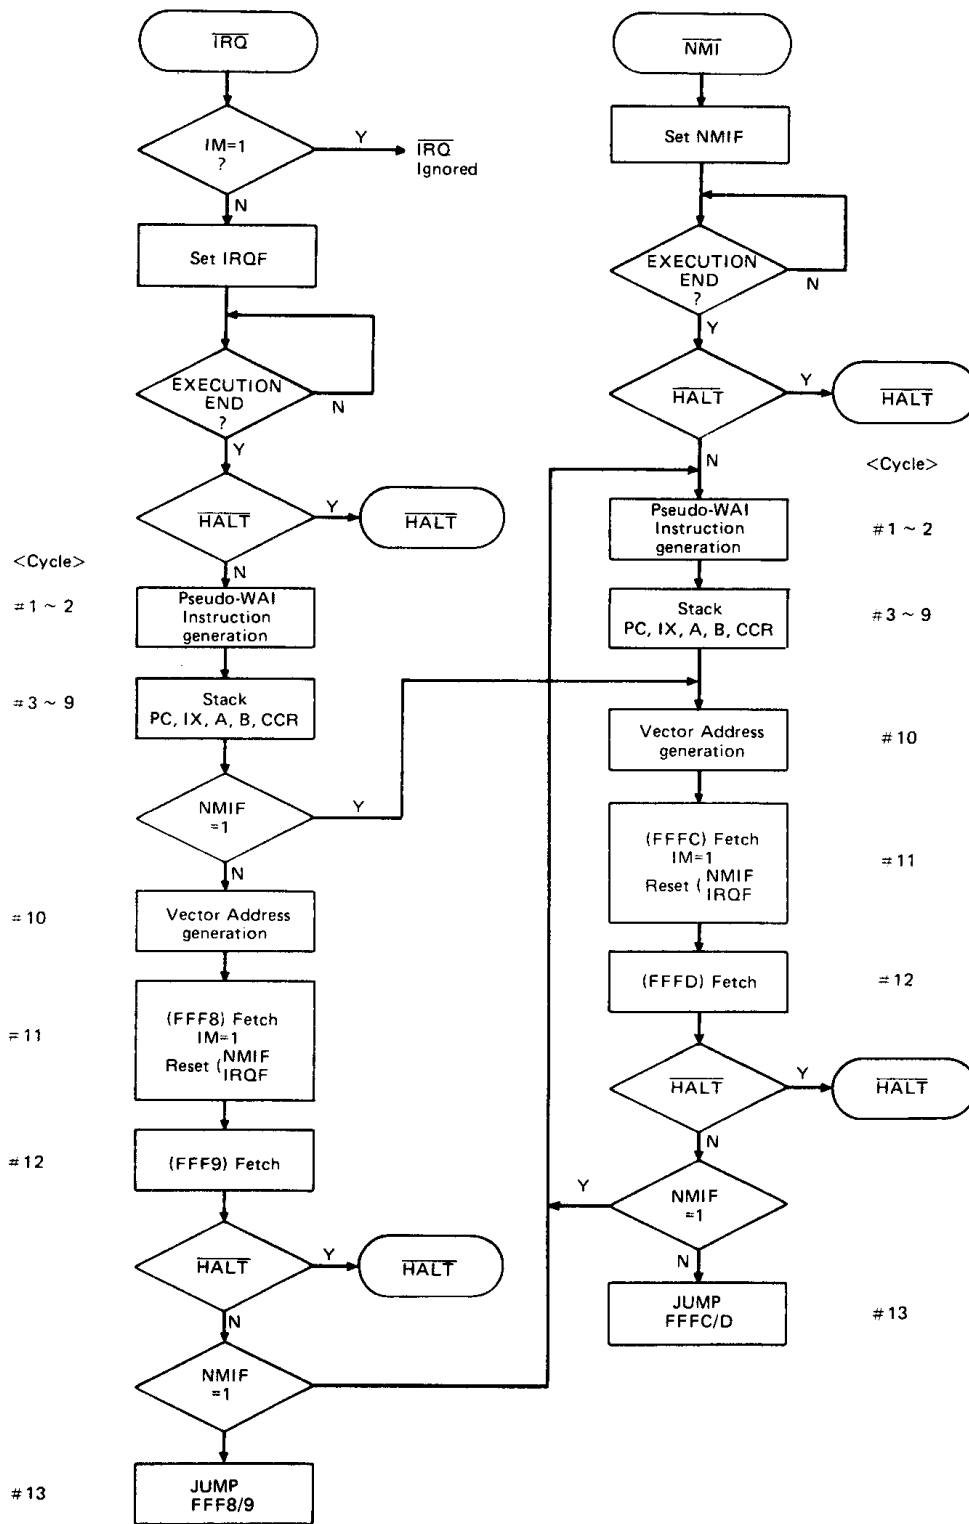 IRQ
IM=1
?
Y
IRQ
Ignored
N
Set IRQF
EXECUTION
END
?
N
Y
HALT
Y
HALT
N
<Cycle>
#1 ~ 2
Pseudo-WAI
Instruction
generation
#3 ~ 9
Stack
PC, IX, A, B, CCR
NMIF
=1
Y
N
#10
Vector Address
generation
#11
(FFF8) Fetch
IM=1
Reset (NMIF
IRQF
#12
(FFF9) Fetch
HALT
Y
HALT
N
NMIF
=1
#13
JUMP
FFF8/9
NMI
Set NMIF
EXECUTION
END
?
N
Y
HALT
Y
HALT
N
<Cycle>
Pseudo-WAI
Instruction
generation
#1 ~ 2
Stack
PC, IX, A, B, CCR
#3 ~ 9
Vector Address
generation
#10
(FFFC) Fetch
IM=1
Reset (NMIF
IRQF
#11
(FFFD) Fetch
#12
HALT
Y
HALT
N
Y
NMIF
=1
N
JUMP
FFFC/D
#13